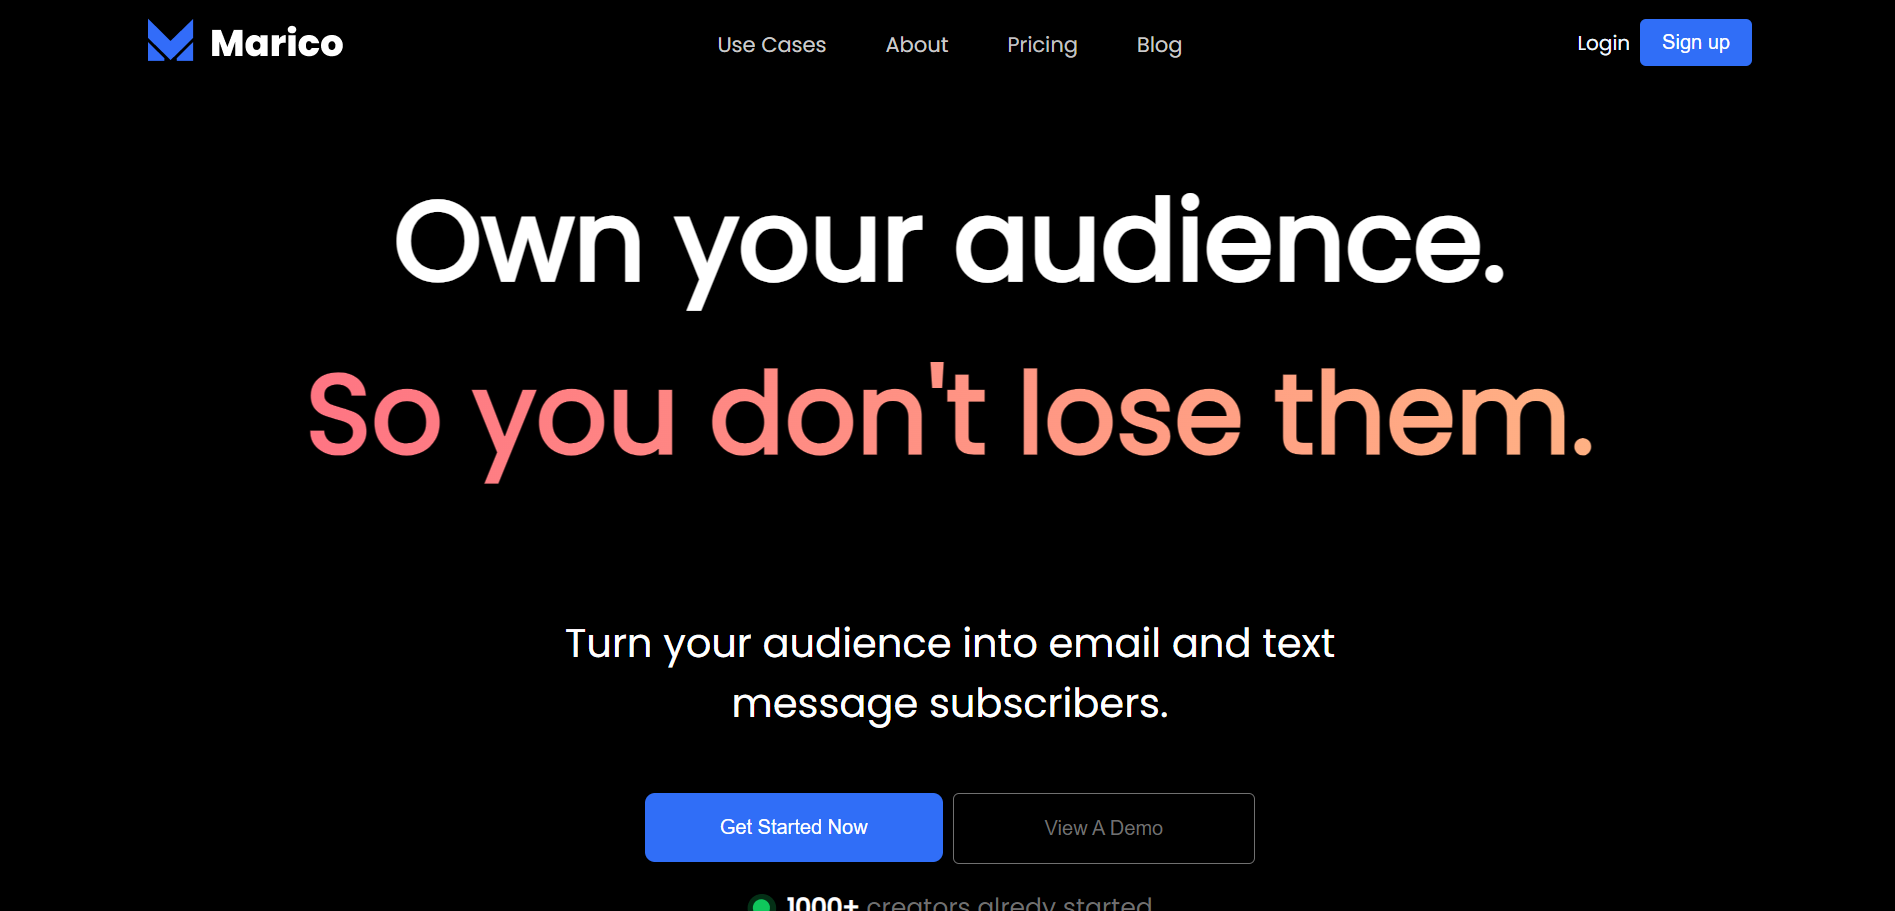 Marico
Use Cases About Pricing Blog
Login Sign up
Own your audience.
So you don't lose them.
Turn your audience into email and text
message subscribers.
Get Started Now View A Demo
1000+ creators alredy started